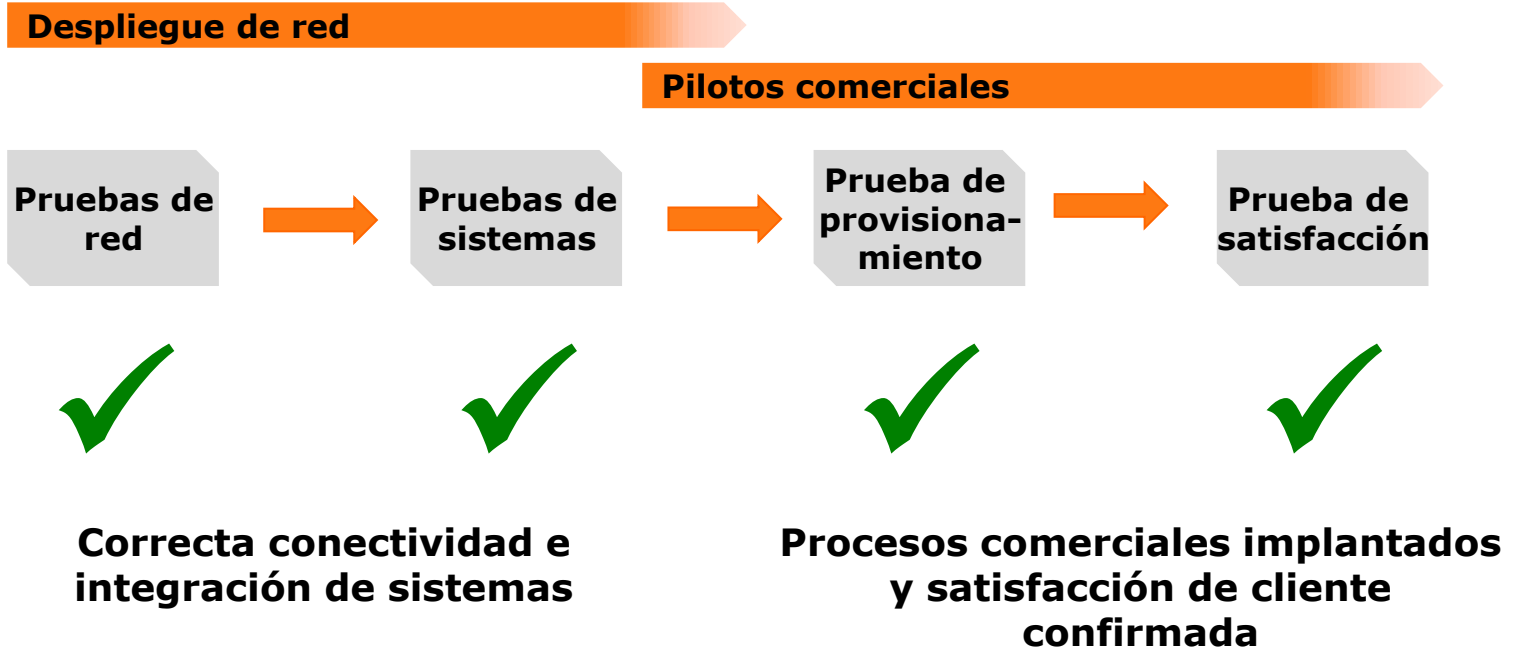 Despliegue de red
Pilotos comerciales
Pruebas de
red
Pruebas de
sistemas
Prueba de
provisiona-
miento
Prueba de
satisfacción
Correcta conectividad e
integración de sistemas
Procesos comerciales implantados
y satisfacción de cliente
confirmada